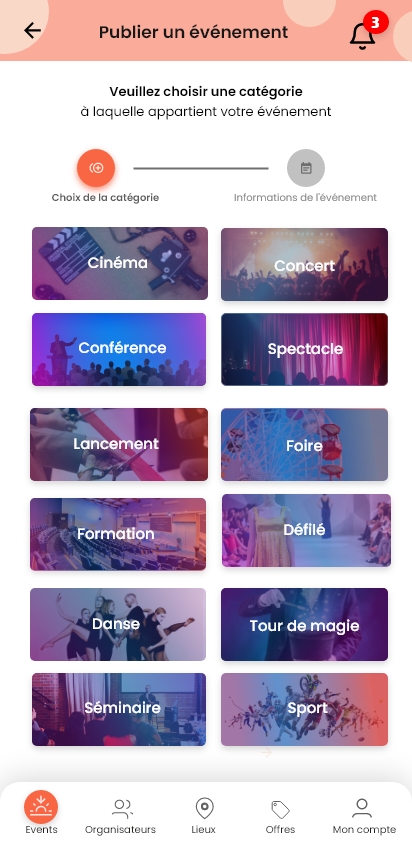 Publier un événement
3
Veuillez choisir une catégorie
à laquelle appartient votre événement
Choix de la catégorie
Informations de l'événement
Cinéma
Concert
Conférence
Spectacle
Lancement
Foire
Formation
Défilé
Danse
Tour de magie
Séminaire
Sport
Events
Organisateurs
Lieux
Offres
Mon compte